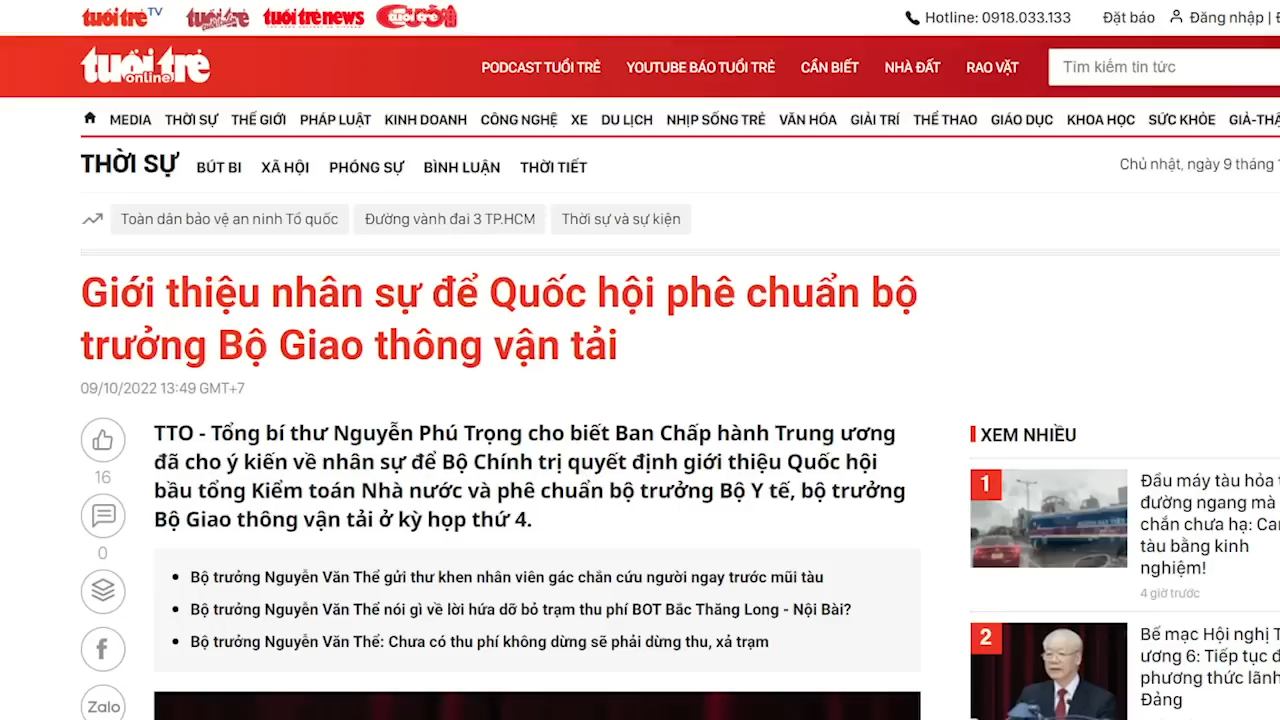 tuổi trẻ TV
tuổi trẻ
tuổi trẻ news
tuổi trẻ Cười
Hotline: 0918.033.133
Đặt báo
Đăng nhập |
tuổi trẻ online
PODCAST TUỔI TRẺ YOUTUBE BÁO TUỔI TRẺ CẦN BIẾT NHÀ ĐẤT RAO VẶT
Tìm kiếm tin tức
MEDIA THỜI SỰ THẾ GIỚI PHÁP LUẬT KINH DOANH CÔNG NGHỆ XE DU LỊCH NHỊP SỐNG TRẺ VĂN HÓA GIẢI TRÍ THỂ THAO GIÁO DỤC KHOA HỌC SỨC KHỎE
THỜI SỰ BÚT BI XÃ HỘI PHÓNG SỰ BÌNH LUẬN THỜI TIẾT
Chủ nhật, ngày 9 tháng
Toàn dân bảo vệ an ninh Tổ quốc Đường vành đai 3 TP.HCM Thời sự và sự kiện
Giới thiệu nhân sự để Quốc hội phê chuẩn bộ
trưởng Bộ Giao thông vận tải
09/10/2022 13:49 GMT+7
16
0
Zalo
TTO - Tổng bí thư Nguyễn Phú Trọng cho biết Ban Chấp hành Trung ương
đã cho ý kiến về nhân sự để Bộ Chính trị quyết định giới thiệu Quốc hội
bầu tổng Kiểm toán Nhà nước và phê chuẩn bộ trưởng Bộ Y tế, bộ trưởng
Bộ Giao thông vận tải ở kỳ họp thứ 4.
Bộ trưởng Nguyễn Văn Thể gửi thư khen nhân viên gác chắn cứu người ngay trước mũi tàu
Bộ trưởng Nguyễn Văn Thể nói gì về lời hứa dỡ bỏ trạm thu phí BOT Bắc Thăng Long - Nội Bài?
Bộ trưởng Nguyễn Văn Thể: Chưa có thu phí không dừng sẽ phải dừng thu, xả trạm
XEM NHIỀU
1
Đầu máy tàu hỏa
đường ngang mà
chắn chưa hạ:
tàu bằng kinh
nghiệm!
4 giờ trước
2
Bế mạc Hội nghị
ương 6: Tiếp tục
phương thức lãnh
Đảng